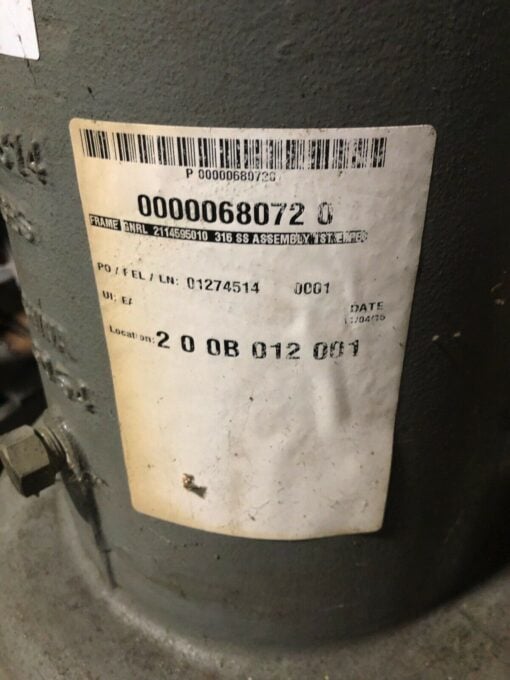 P 00000680720
0000068072 0
FRAME GNRL 2114595010 316 SS ASSEMBLY 1ST
PO / FEL / LN: 01274514 0001
UI: EA
DATE
Location: 2 0 0B 012 001